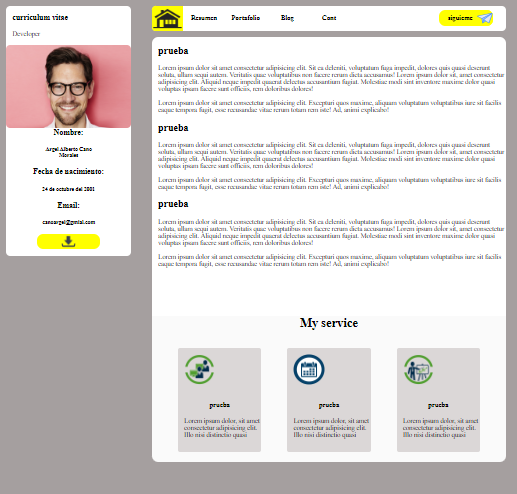 curriculum vitae
Developer
Nombre:
Angel Alberto Cano
Morales
Fecha de nacimiento:
24 de octubre del 2001
Email:
canoangel@gmial.com
Resumen Portafolio Blog Cont
sigueme
prueba
Lorem ipsum dolor sit amet consectetur adipisicing elit. Sit ea deleniti, voluptatum fuga impedit et, dolores quis quasi deserunt
soluta, ullam sequi autem. Veritatis quae voluptatibus non facere rerum dicta accusamus! Lorem ipsum dolor sit, amet consectetur
adipisicing elit. Aliquid neque impedit quaerat delectus accusantium fugiat. Molestiae modi sint inventore maxime dolor quasi
voluptas ipsum facere sunt officiis, rem doloribus dolores!
Lorem ipsum dolor sit amet consectetur adipisicing elit. Excepturi quos maxime, aliquam voluptatum voluptatibus iure sit facilis
eaque tempora fugit, esse recusandae vitae rerum totam rem iste! Ad, animi explicabo!
prueba
Lorem ipsum dolor sit amet consectetur adipisicing elit. Sit ea deleniti, voluptatum fuga impedit et, dolores quis quasi deserunt
soluta, ullam sequi autem. Veritatis quae voluptatibus non facere rerum dicta accusamus! Lorem ipsum dolor sit, amet consectetur
adipisicing elit. Aliquid neque impedit quaerat delectus accusantium fugiat. Molestiae modi sint inventore maxime dolor quasi
voluptas ipsum facere sunt officiis, rem doloribus dolores!
Lorem ipsum dolor sit amet consectetur adipisicing elit. Excepturi quos maxime, aliquam voluptatum voluptatibus iure sit facilis
eaque tempora fugit, esse recusandae vitae rerum totam rem iste! Ad, animi explicabo!
prueba
Lorem ipsum dolor sit amet consectetur adipisicing elit. Sit ea deleniti, voluptatum fuga impedit et, dolores quis quasi deserunt
soluta, ullam sequi autem. Veritatis quae voluptatibus non facere rerum dicta accusamus! Lorem ipsum dolor sit, amet consectetur
adipisicing elit. Aliquid neque impedit quaerat delectus accusantium fugiat. Molestiae modi sint inventore maxime dolor quasi
voluptas ipsum facere sunt officiis, rem doloribus dolores!
Lorem ipsum dolor sit amet consectetur adipisicing elit. Excepturi quos maxime, aliquam voluptatum voluptatibus iure sit facilis
eaque tempora fugit, esse recusandae vitae rerum totam rem iste! Ad, animi explicabo!
My service
prueba
Lorem ipsum dolor, sit amet
consectetur adipisicing elit.
Illo nisi distinctio quasi
prueba
Lorem ipsum dolor, sit amet
consectetur adipisicing elit.
Illo nisi distinctio quasi
prueba
Lorem ipsum dolor, sit amet
consectetur adipisicing elit.
Illo nisi distinctio quasi